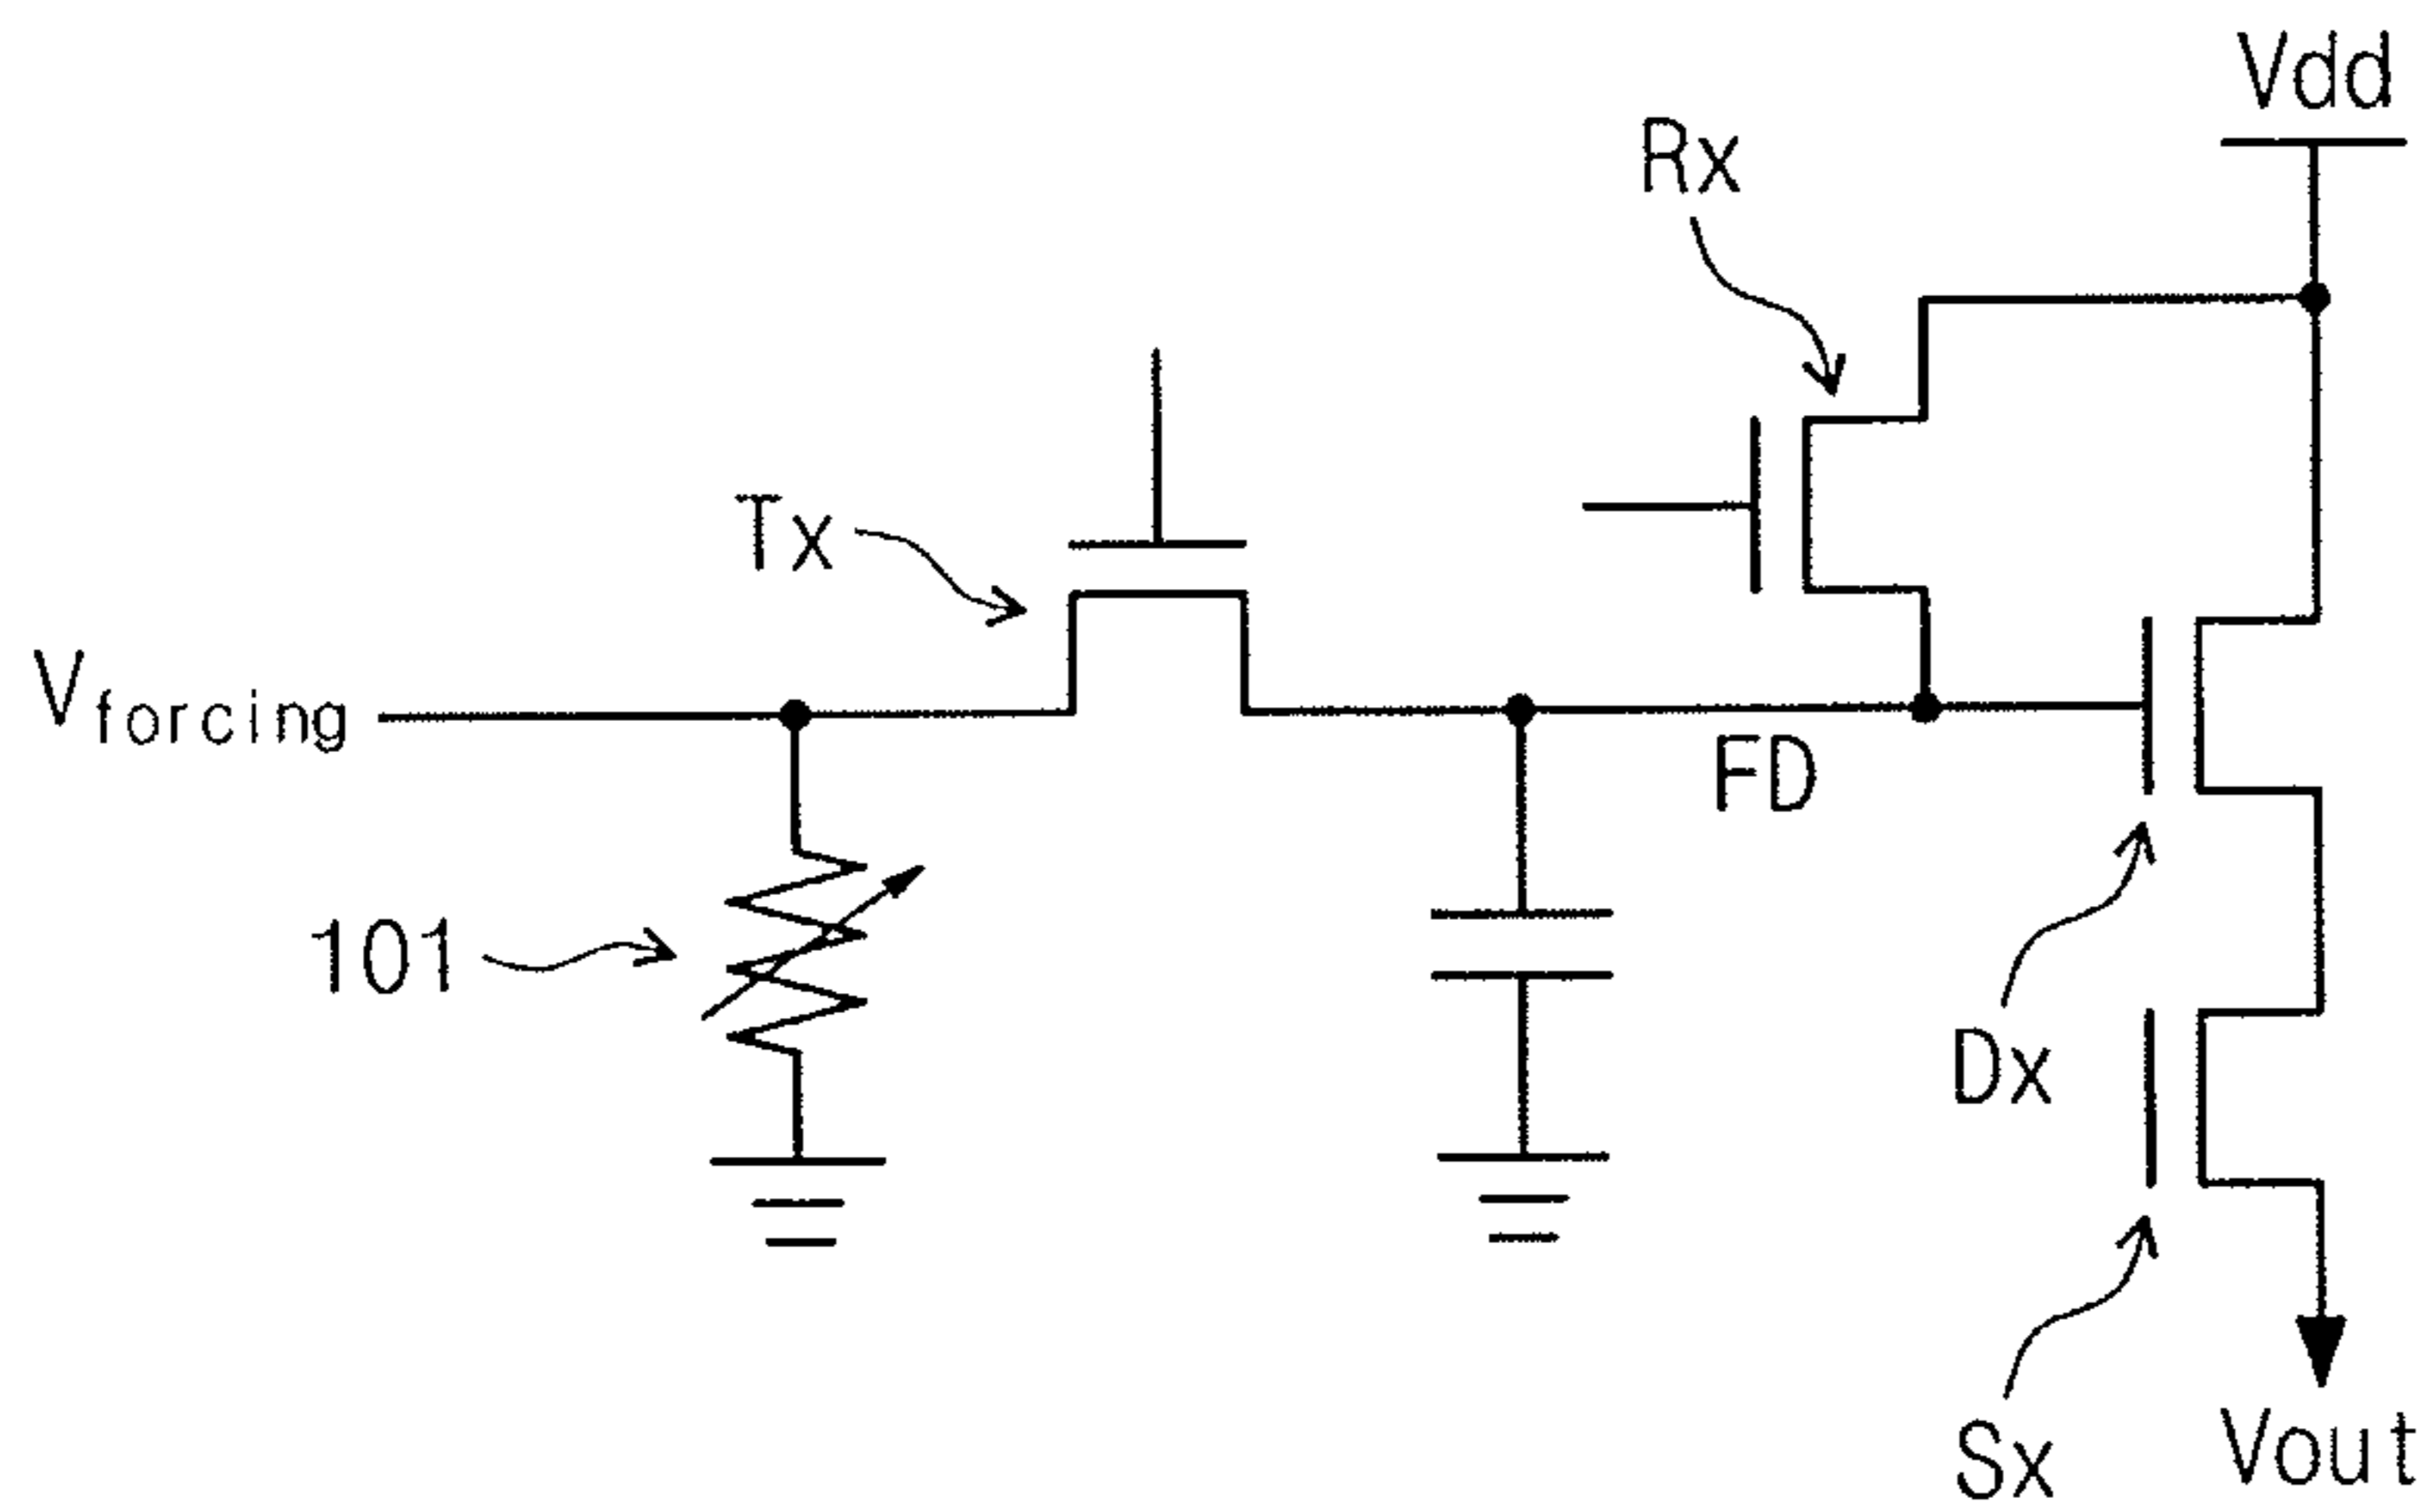 Vdd
Rx
Tx
Vforcing
FD
101
Dx
Sx
Vout